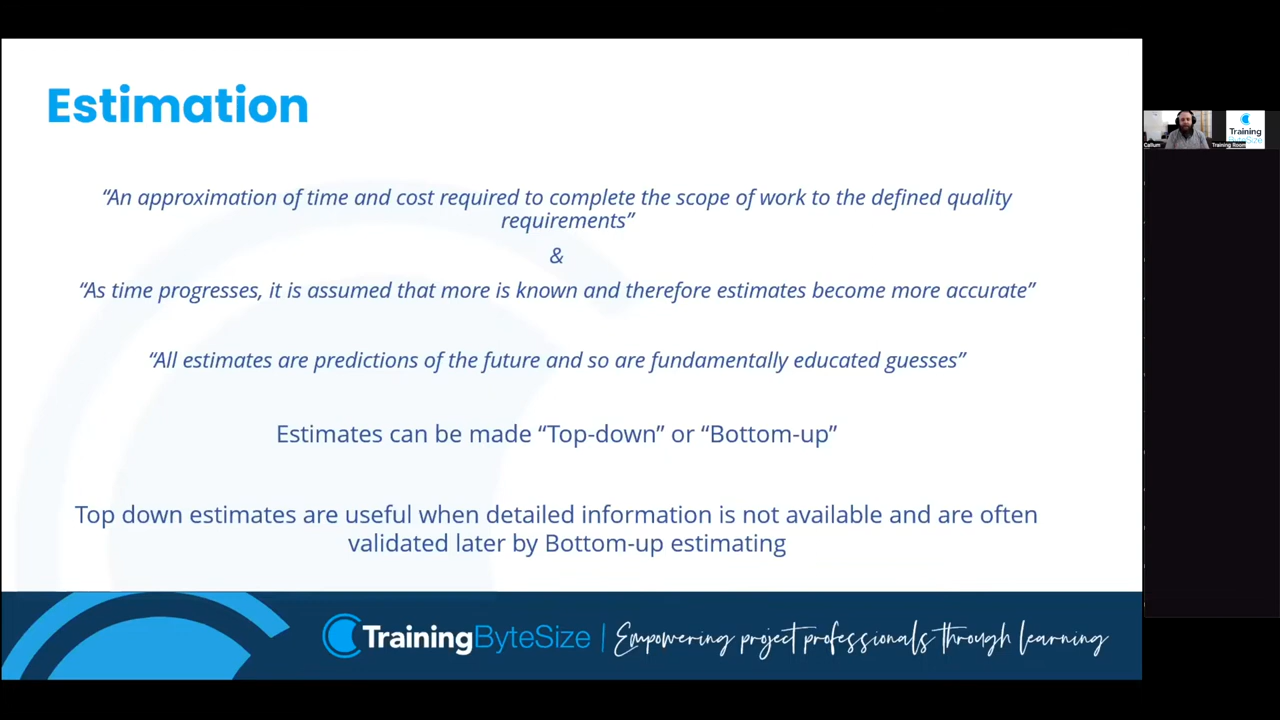 Estimation
“An approximation of time and cost required to complete the scope of work to the defined quality
requirements”
&
“As time progresses, it is assumed that more is known and therefore estimates become more accurate”
“All estimates are predictions of the future and so are fundamentally educated guesses”
Estimates can be made “Top-down” or “Bottom-up”
Top down estimates are useful when detailed information is not available and are often
validated later by Bottom-up estimating
TrainingByteSize | Empowering project professionals through learning
Training
ByteSize
Callum
Training Room